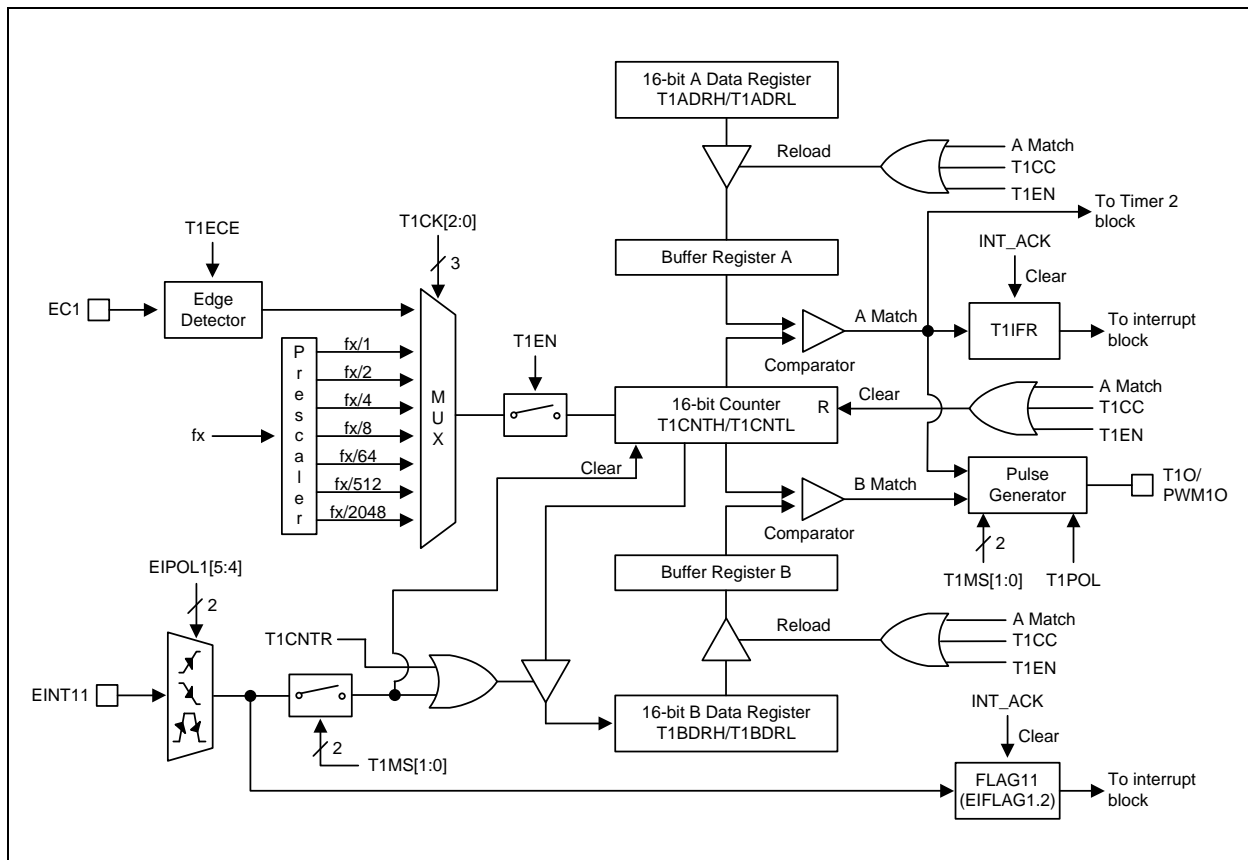 16-bit A Data Register
T1ADRH/T1ADRL
Reload
A Match
T1CC
T1EN
To Timer 2
block
T1ECE
T1CK[2:0]
3
INT_ACK
Clear
Buffer Register A
EC1
Edge
Detector
A Match
T1IFR
To interrupt
block
Comparator
Prescaler
fx/1
fx/2
fx/4
fx/8
fx/64
fx/512
fx/2048
fx
MUX
T1EN
16-bit Counter
T1CNTH/T1CNTL
R
Clear
A Match
T1CC
T1EN
Clear
B Match
Comparator
Pulse
Generator
T1O/
PWM1O
2
T1MS[1:0]
T1POL
EIPOL1[5:4]
2
Buffer Register B
T1CNTR
Reload
A Match
T1CC
T1EN
EINT11
2
T1MS[1:0]
16-bit B Data Register
T1BDRH/T1BDRL
INT_ACK
Clear
FLAG11
(EIFLAG1.2)
To interrupt
block